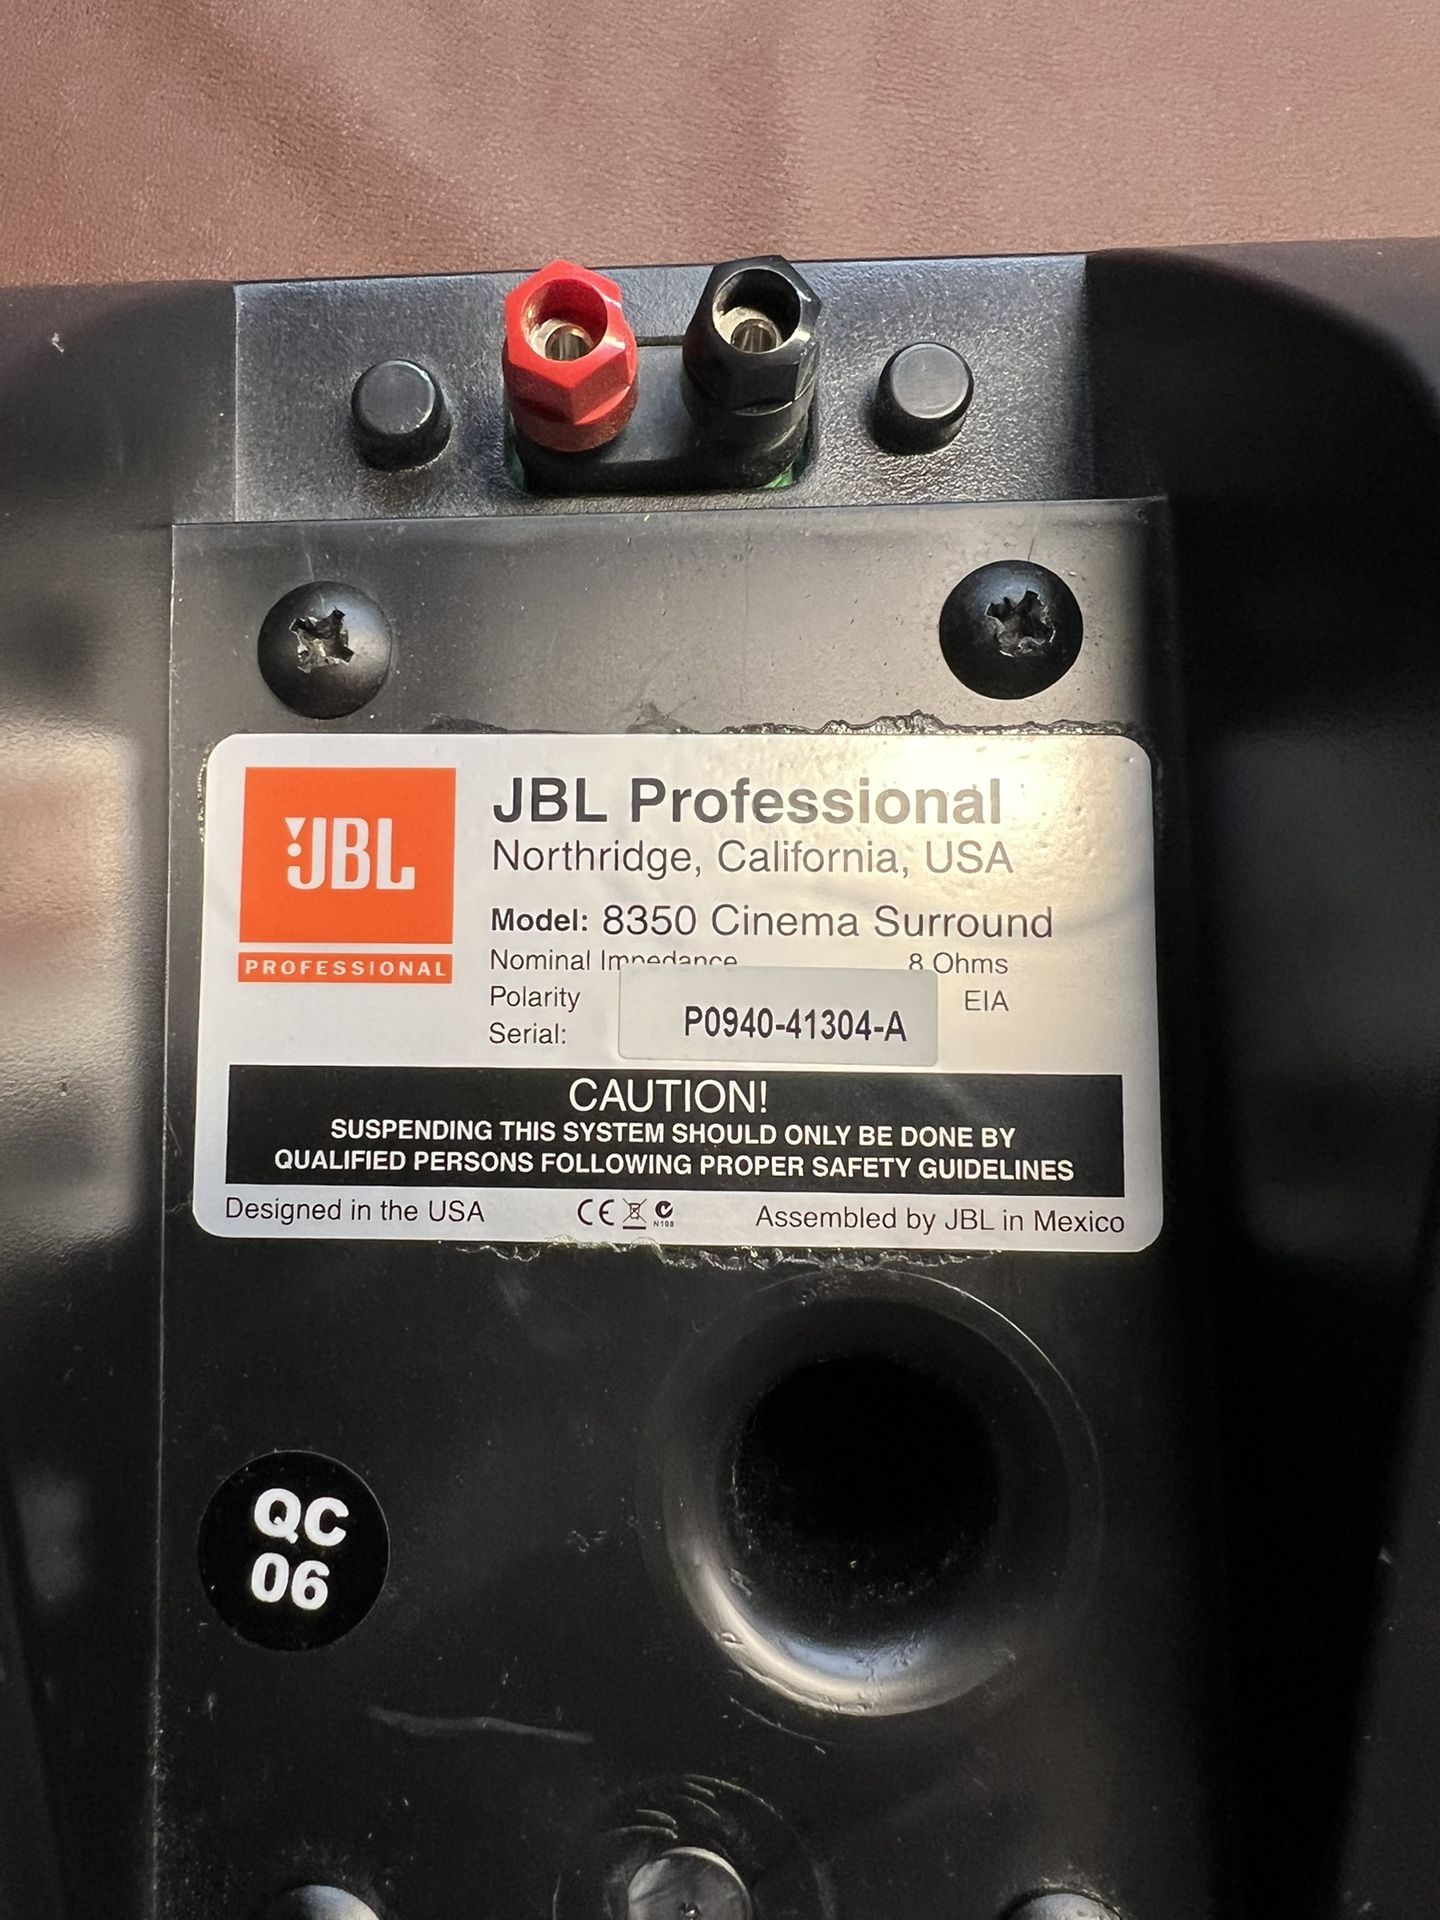 JBL
PROFESSIONAL
JBL Professional
Northridge, California, USA
Model: 8350 Cinema Surround
Nominal Impedance 8 Ohms
Polarity EIA
Serial: P0940-41304-A
CAUTION!
SUSPENDING THIS SYSTEM SHOULD ONLY BE DONE BY
QUALIFIED PERSONS FOLLOWING PROPER SAFETY GUIDELINES
Designed in the USA CE N108 Assembled by JBL in Mexico
QC
06